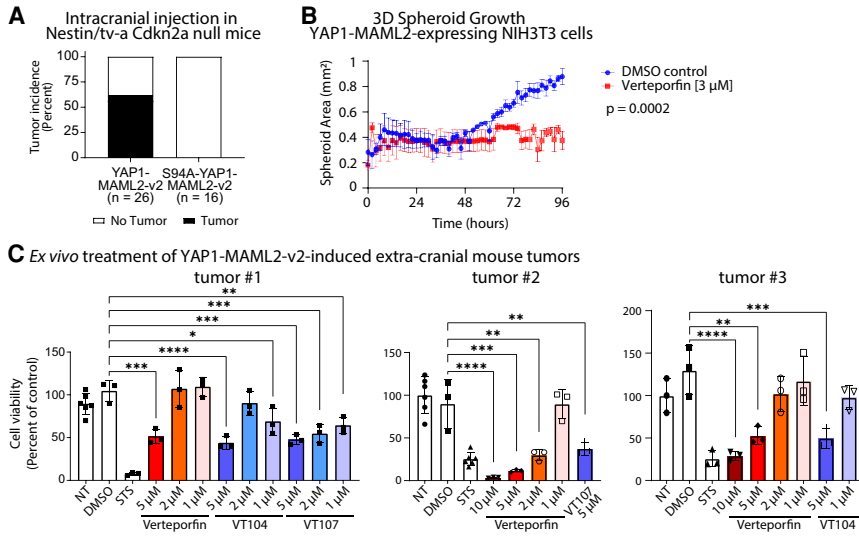 A
Intracranial injection in
Nestin/tv-a Cdkn2a null mice
100
75
50
25
0
Tumor incidence
(Percent)
YAP1-
MAML2-v2
(n = 26)
S94A-YAP1-
MAML2-v2
(n = 16)
No Tumor
Tumor
B
3D Spheroid Growth
YAP1-MAML2-expressing NIH3T3 cells
1
0.8
0.6
0.4
0.2
0
24
48
72
96
Spheroid Area (mm²)
Time (hours)
DMSO control
Verteporfin [3 μM]
p = 0.0002
C
Ex vivo treatment of YAP1-MAML2-v2-induced extra-cranial mouse tumors
tumor #1
**
***
***
*
****
***
150
100
50
0
Cell viability
(Percent of control)
NT
DMSO
STS
5 μM
2 μM
1 μM
5 μM
2 μM
1 μM
5 μM
2 μM
1 μM
Verteporfin
VT104
VT107
tumor #2
**
**
***
****
150
100
50
0
NT
DMSO
STS
10 μM
5 μM
2 μM
1 μM
VT107
5 μM
Verteporfin
tumor #3
***
**
****
200
150
100
50
0
NT
DMSO
STS
10 μM
5 μM
2 μM
1 μM
5 μM
1 μM
Verteporfin
VT104